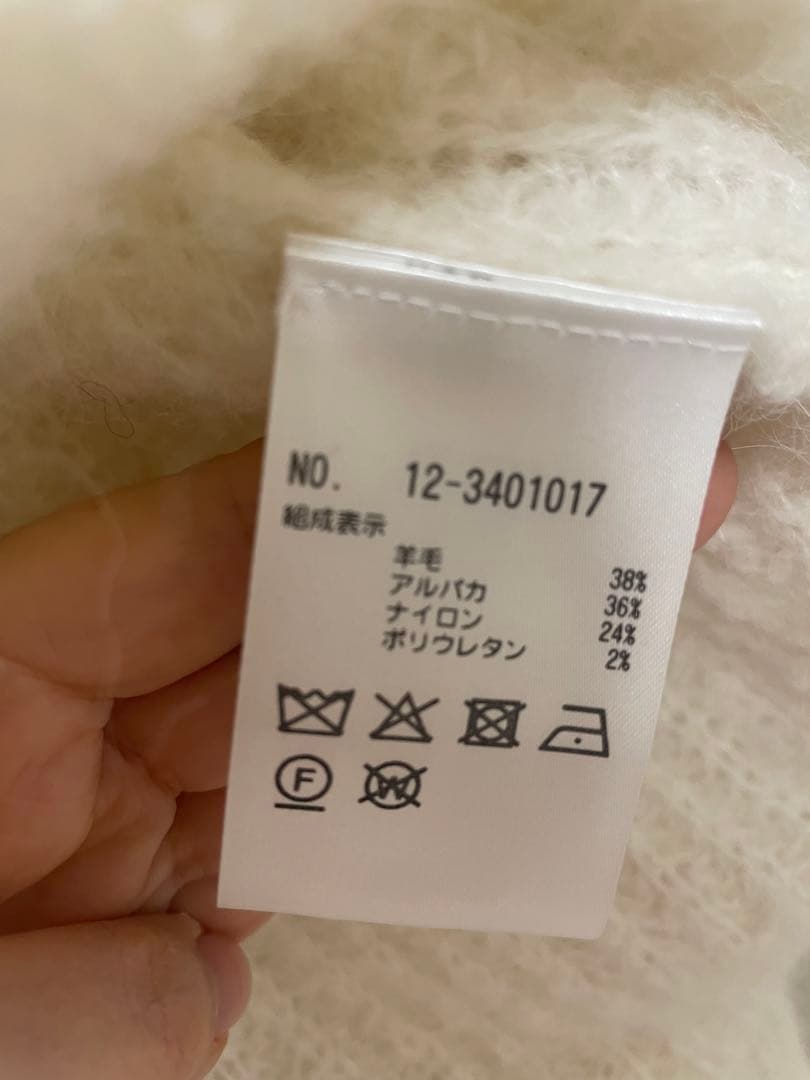 NO. 12-3401017
組成表示
羊毛 38%
アルパカ 36%
ナイロン 24%
ポリウレタン 2%
F W